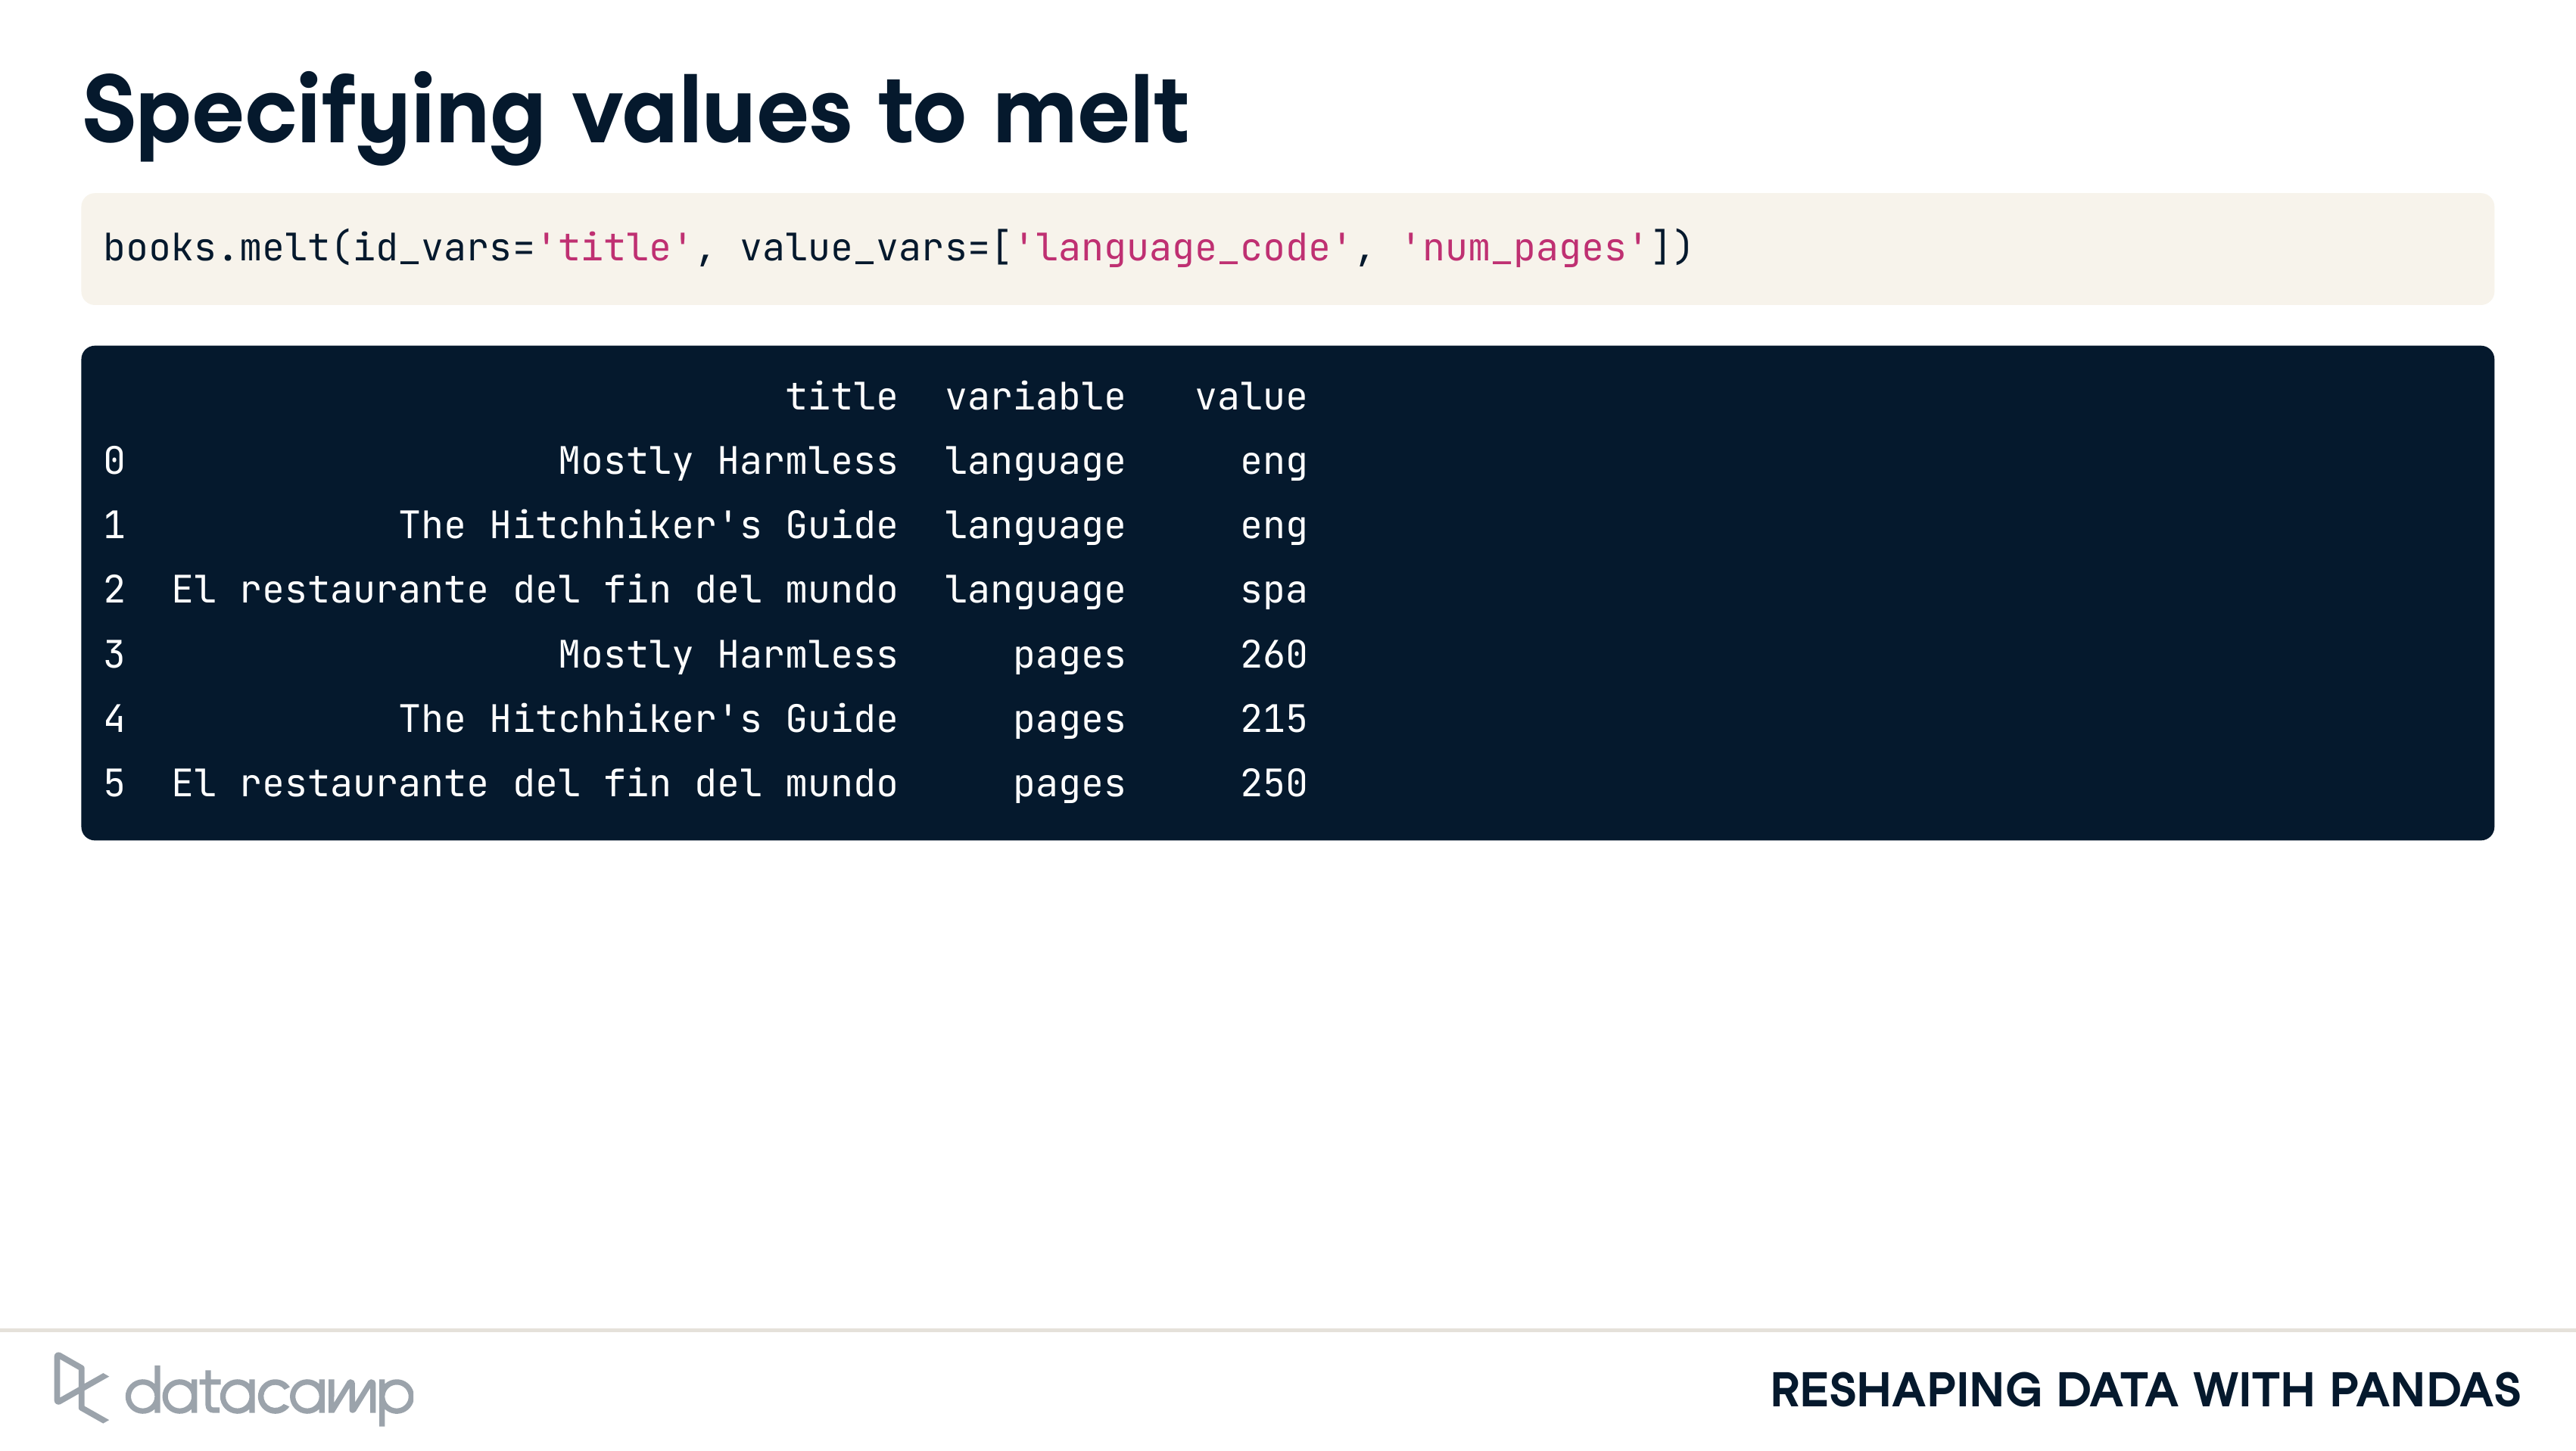 Specifying values to melt
books.melt(id_vars='title', value_vars=['language_code', 'num_pages'])
title variable value
0 Mostly Harmless language eng
1 The Hitchhiker's Guide language eng
2 El restaurante del fin del mundo language spa
3 Mostly Harmless pages 260
4 The Hitchhiker's Guide pages 215
5 El restaurante del fin del mundo pages 250
datacamp
RESHAPING DATA WITH PANDAS